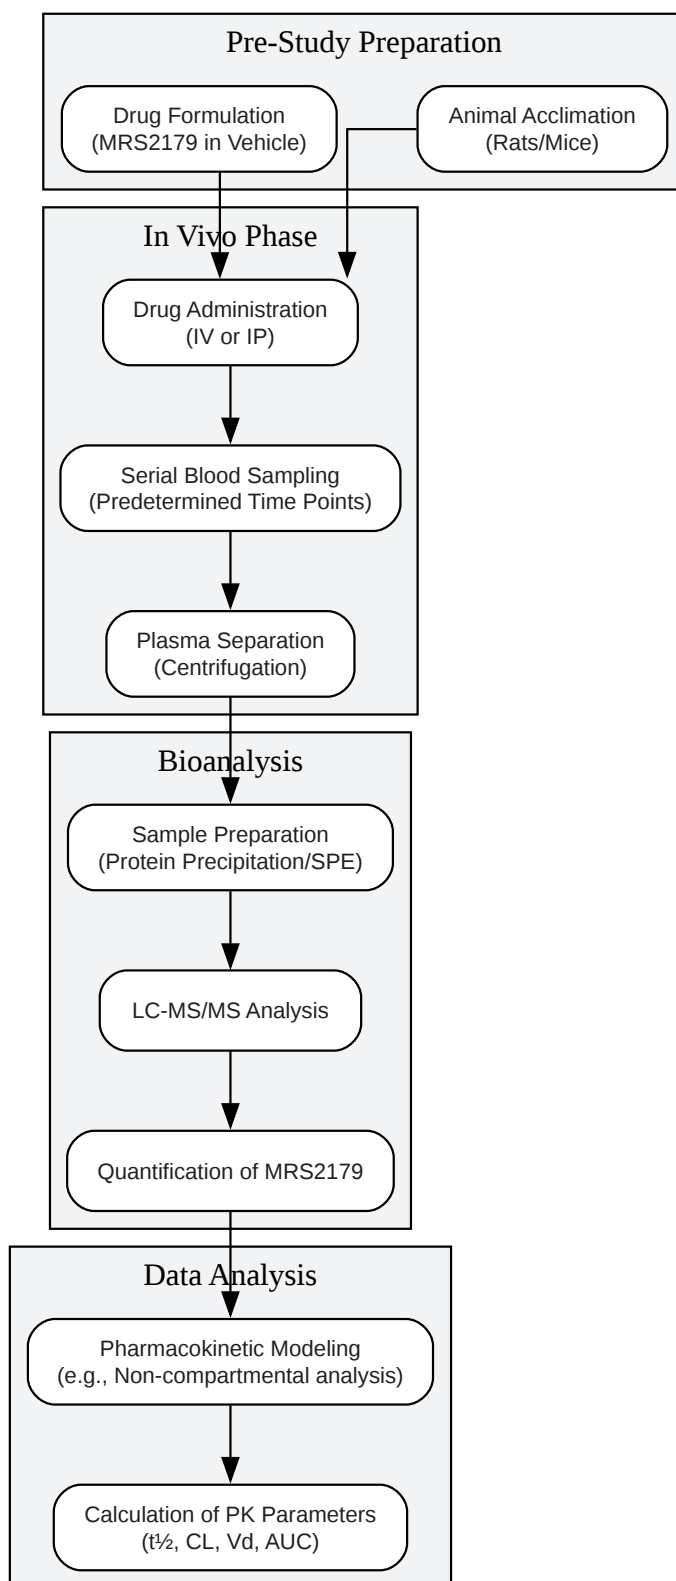 Pre-Study Preparation
Drug Formulation
(MRS2179 in Vehicle)
Animal Acclimation
(Rats/Mice)
In Vivo Phase
Drug Administration
(IV or IP)
Serial Blood Sampling
(Predetermined Time Points)
Plasma Separation
(Centrifugation)
Bioanalysis
Sample Preparation
(Protein Precipitation/SPE)
LC-MS/MS Analysis
Quantification of MRS2179
Data Analysis
Pharmacokinetic Modeling
(e.g., Non-compartmental analysis)
Calculation of PK Parameters
(t½, CL, Vd, AUC)